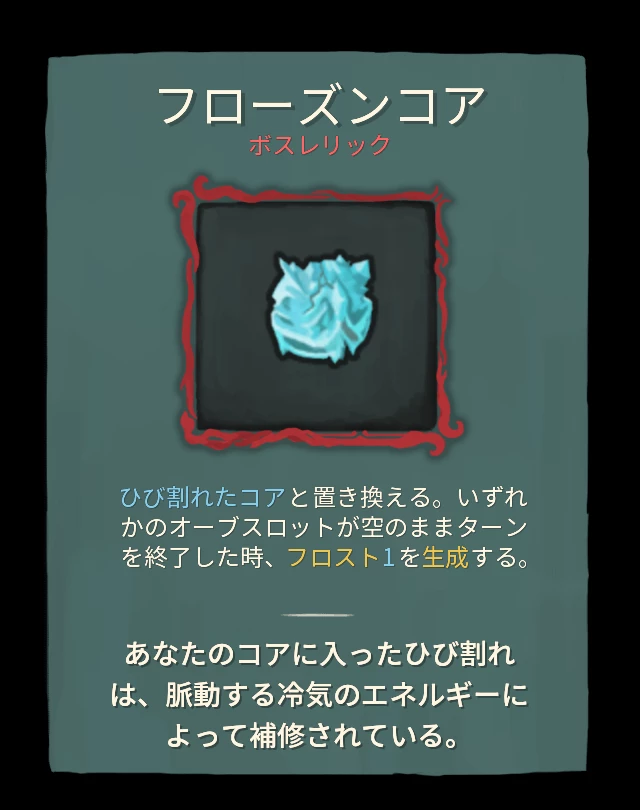 フローズンコア
ボスレリック
ひび割れたコアと置き換える。いずれ
かのオーブスロットが空のままターン
を終了した時、フロスト1を生成する。
あなたのコアに入ったひび割れ
は、脈動する冷気のエネルギーに
よって補修されている。